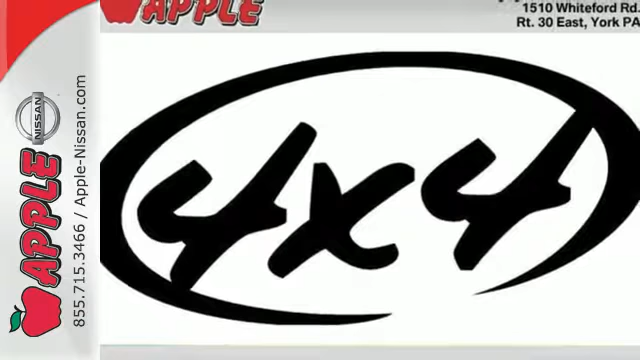 APPLE
1510 Whiteford Rd.
Rt. 30 East, York PA
4x4
NISSAN
APPLE
855.715.3466 / Apple-Nissan.com